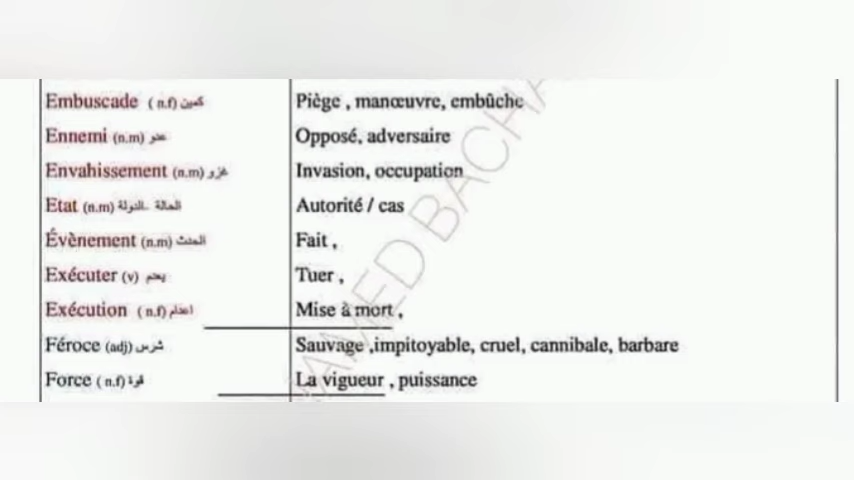 Embuscade ( n.f) كمين Piège , manœuvre, embûche
Ennemi (n.m) عدو Opposé, adversaire
Envahissement (n.m) غزو Invasion, occupation
Etat (n.m) الحالة -الدولة Autorité / cas
Évènement (n.m) الحدث Fait ,
Exécuter (v) يعدم Tuer ,
Exécution ( n.f) اعدام Mise à mort ,
Féroce (adj) شرس Sauvage ,impitoyable, cruel, cannibale, barbare
Force ( n.f) قوة La vigueur , puissance
AMED BACHA